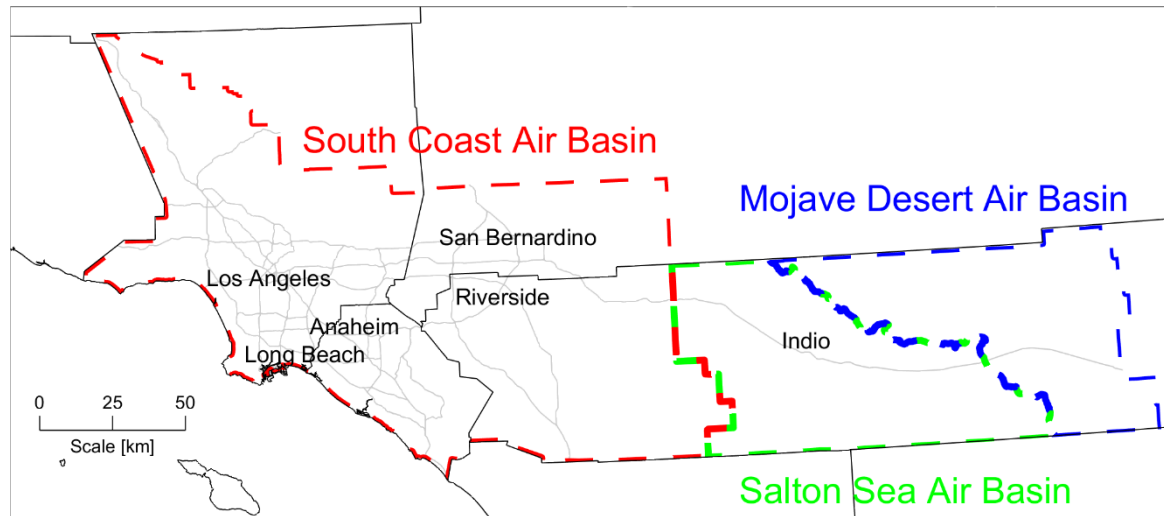 South Coast Air Basin
Mojave Desert Air Basin
San Bernardino
Los Angeles
Riverside
Anaheim
Indio
Long Beach
0 25 50
Scale [km]
Salton Sea Air Basin